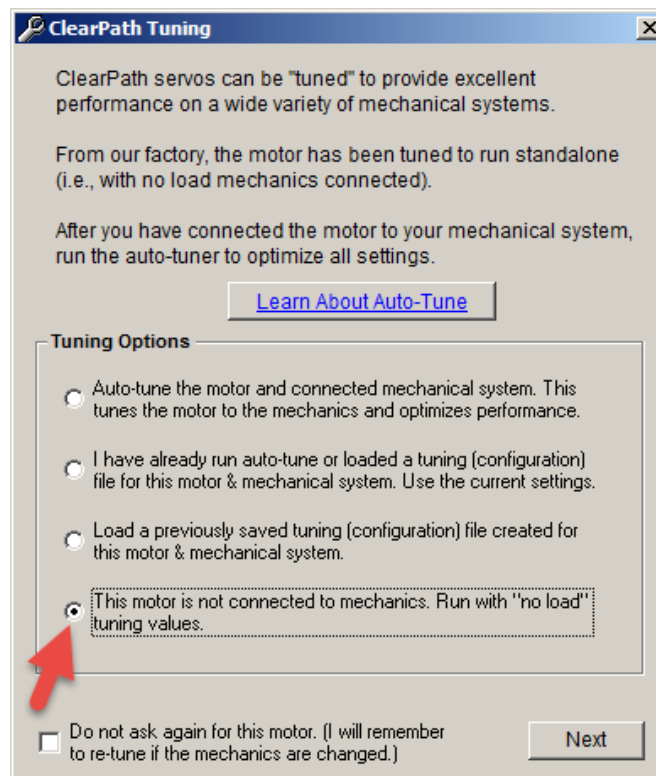 ClearPath Tuning
ClearPath servos can be "tuned" to provide excellent
performance on a wide variety of mechanical systems.
From our factory, the motor has been tuned to run standalone
(i.e., with no load mechanics connected).
After you have connected the motor to your mechanical system,
run the auto-tuner to optimize all settings.
Learn About Auto-Tune
Tuning Options
Auto-tune the motor and connected mechanical system. This
tunes the motor to the mechanics and optimizes performance.
I have already run auto-tune or loaded a tuning (configuration)
file for this motor & mechanical system. Use the current settings.
Load a previously saved tuning (configuration) file created for
this motor & mechanical system.
This motor is not connected to mechanics. Run with "no load"
tuning values.
Do not ask again for this motor. (I will remember
to re-tune if the mechanics are changed.)
Next